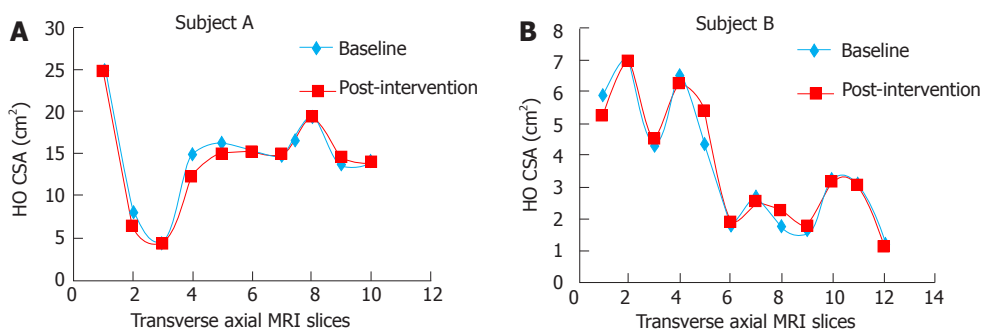 A
Subject A
Baseline
Post-intervention
HO CSA (cm²)
30
25
20
15
10
5
0
0 2 4 6 8 10 12
Transverse axial MRI slices
B
Subject B
Baseline
Post-intervention
HO CSA (cm²)
8
7
6
5
4
3
2
1
0
0 2 4 6 8 10 12 14
Transverse axial MRI slices